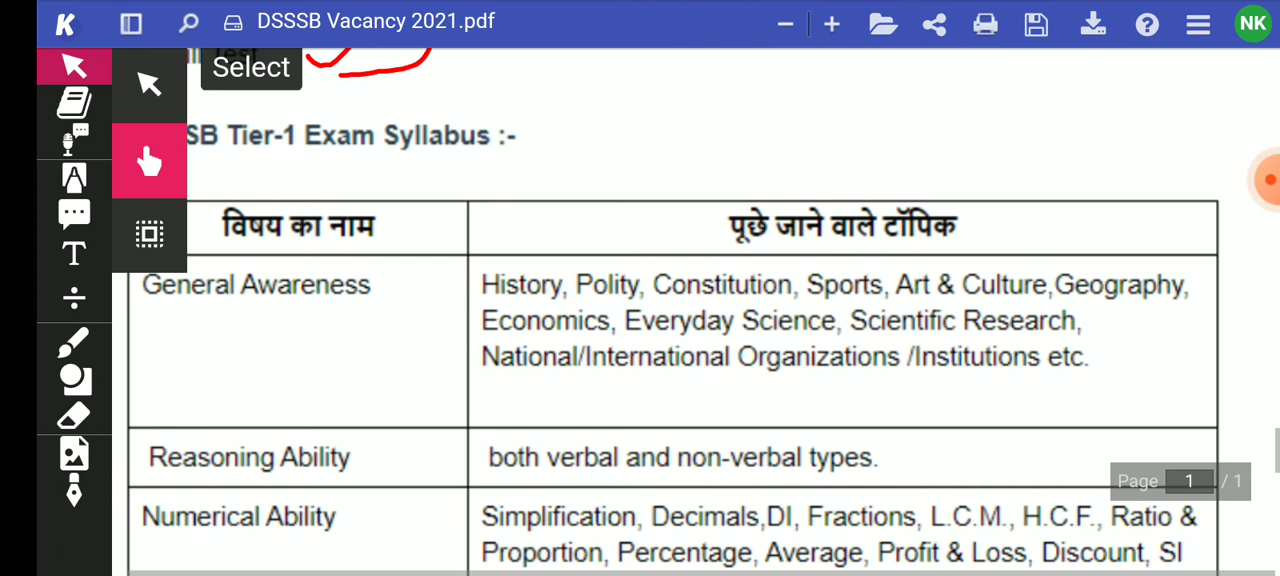 K
DSSSB Vacancy 2021.pdf
NK
Select
SB Tier-1 Exam Syllabus :-
विषय का नाम
पूछे जाने वाले टॉपिक
General Awareness
History, Polity, Constitution, Sports, Art & Culture,Geography,
Economics, Everyday Science, Scientific Research,
National/International Organizations /Institutions etc.
Reasoning Ability
both verbal and non-verbal types.
Page 1 / 1
Numerical Ability
Simplification, Decimals,DI, Fractions, L.C.M., H.C.F., Ratio &
Proportion, Percentage, Average, Profit & Loss, Discount, SI